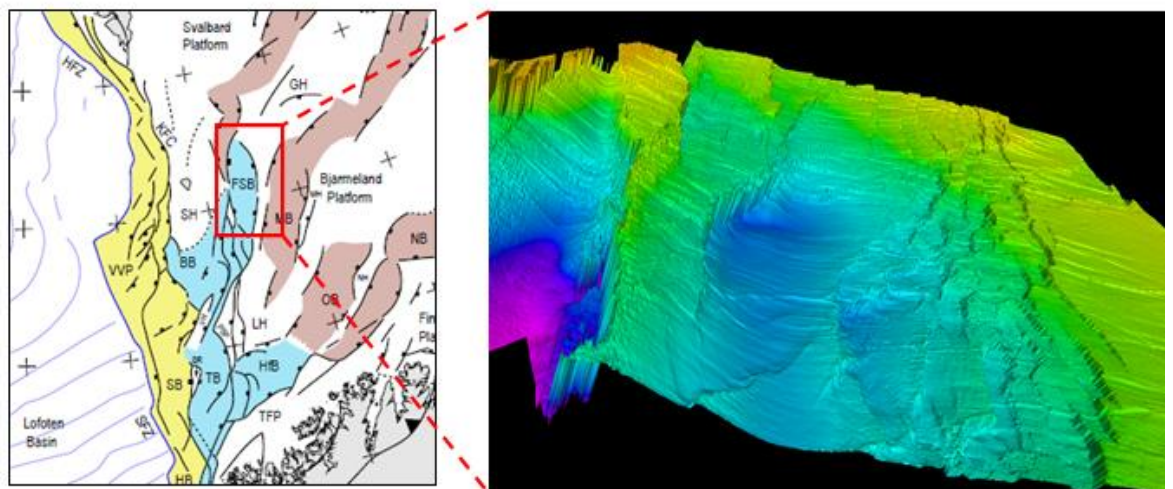 Svalbard
Platform
HFZ
GH
KFC
FSB
Bjarmeland
Platform
SH
MB
NB
VVP
BB
OB
LH
Fin
Pla
SB
TB
HfB
Lofoten
Basin
SFZ
TFP
HB